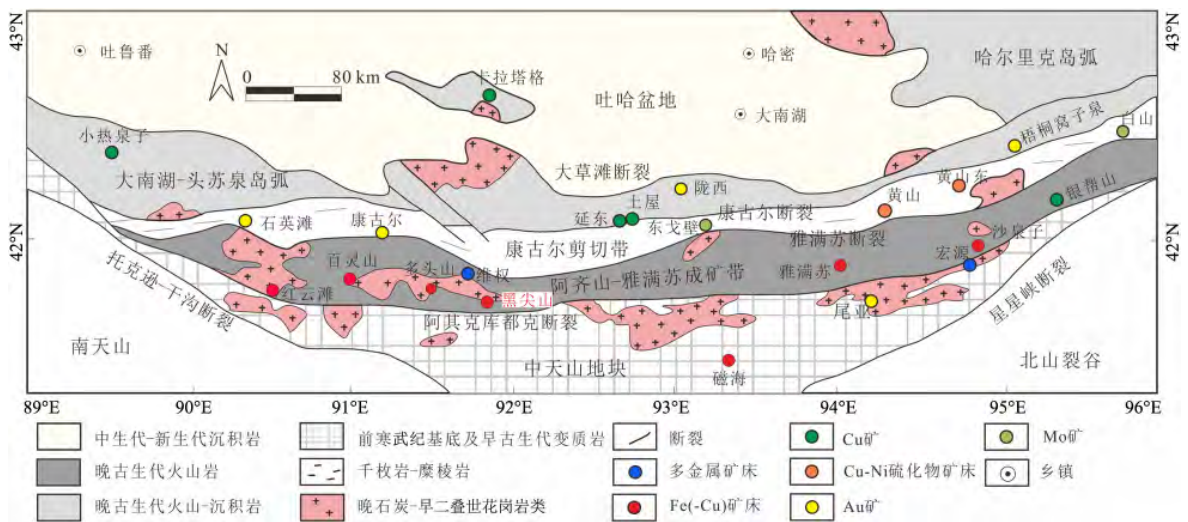 43°N
43°N
吐鲁番
N
0 80 km
卡拉塔格
哈密
哈尔里克岛弧
吐哈盆地
大南湖
小热泉子
梧桐窝子泉
白山
大南湖-头苏泉岛弧
大草滩断裂
陇西
黄山东
黄山
银帮山
石英滩
康古尔
延东
土屋
东戈壁
康古尔断裂
康古尔剪切带
雅满苏断裂
沙泉子
42°N
42°N
百灵山
多头山
维权
阿齐山-雅满苏成矿带
雅满苏
宏源
红云滩
黑尖山
托克逊-干沟断裂
阿其克库都克断裂
尾亚
星星峡断裂
南天山
中天山地块
磁海
北山裂谷
89°E 90°E 91°E 92°E 93°E 94°E 95°E 96°E
中生代-新生代沉积岩
前寒武纪基底及早古生代变质岩
断裂
Cu矿
Mo矿
晚古生代火山岩
千枚岩-糜棱岩
多金属矿床
Cu-Ni硫化物矿床
乡镇
晚古生代火山-沉积岩
晚石炭-早二叠世花岗岩类
Fe(-Cu)矿床
Au矿